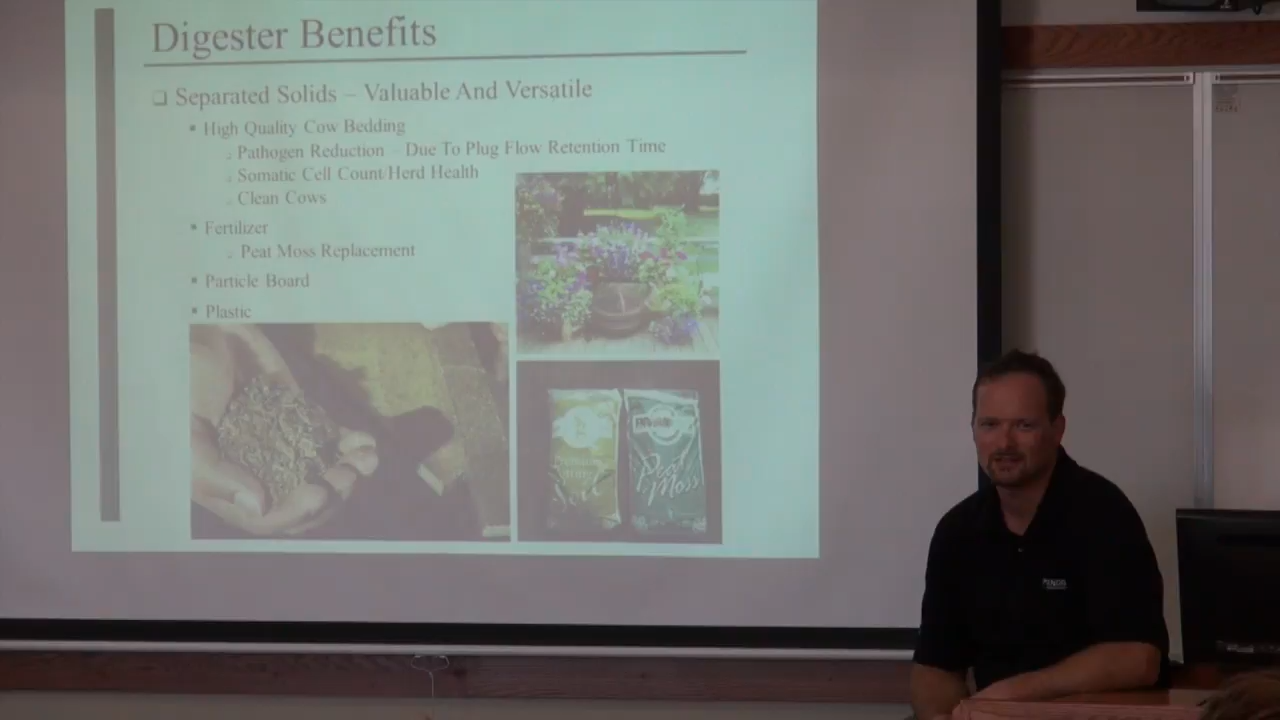 Digester Benefits
❑ Separated Solids – Valuable And Versatile
▪ High Quality Cow Bedding
Pathogen Reduction – Due To Plug Flow Retention Time
Somatic Cell Count/Herd Health
Clean Cows
▪ Fertilizer
Peat Moss Replacement
▪ Particle Board
▪ Plastic
Soil
Peat
Moss